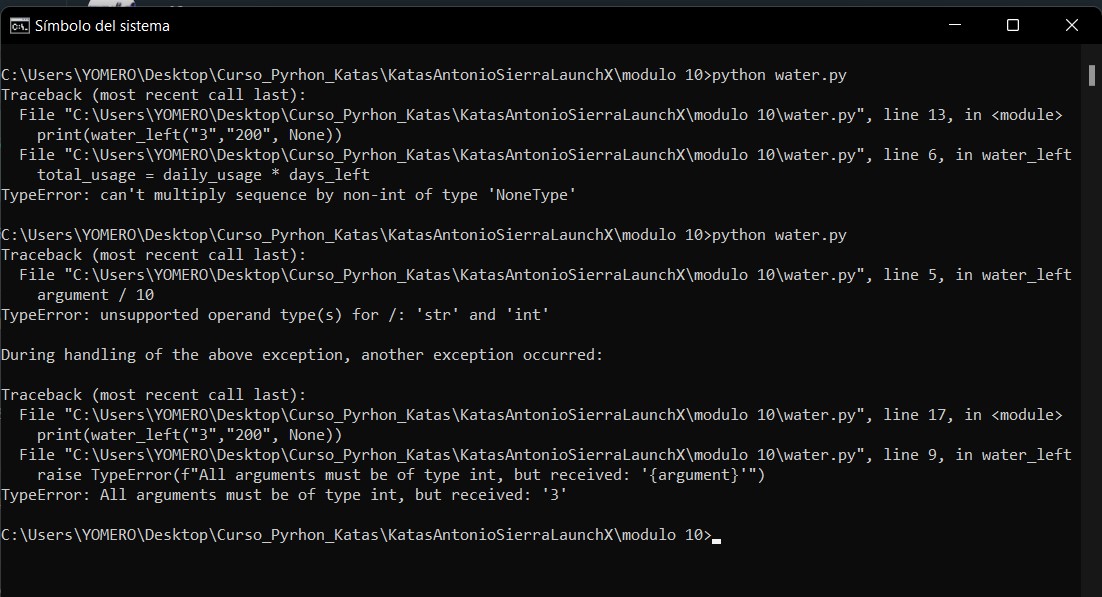 Símbolo del sistema
C:\Users\YOMERO\Desktop\Curso_Pyrhon_Katas\KatasAntonioSierraLaunchX\modulo 10>python water.py
Traceback (most recent call last):
  File "C:\Users\YOMERO\Desktop\Curso_Pyrhon_Katas\KatasAntonioSierraLaunchX\modulo 10\water.py", line 13, in <module>
    print(water_left("3","200", None))
  File "C:\Users\YOMERO\Desktop\Curso_Pyrhon_Katas\KatasAntonioSierraLaunchX\modulo 10\water.py", line 6, in water_left
    total_usage = daily_usage * days_left
TypeError: can't multiply sequence by non-int of type 'NoneType'
C:\Users\YOMERO\Desktop\Curso_Pyrhon_Katas\KatasAntonioSierraLaunchX\modulo 10>python water.py
Traceback (most recent call last):
  File "C:\Users\YOMERO\Desktop\Curso_Pyrhon_Katas\KatasAntonioSierraLaunchX\modulo 10\water.py", line 5, in water_left
    argument / 10
TypeError: unsupported operand type(s) for /: 'str' and 'int'
During handling of the above exception, another exception occurred:
Traceback (most recent call last):
  File "C:\Users\YOMERO\Desktop\Curso_Pyrhon_Katas\KatasAntonioSierraLaunchX\modulo 10\water.py", line 17, in <module>
    print(water_left("3","200", None))
  File "C:\Users\YOMERO\Desktop\Curso_Pyrhon_Katas\KatasAntonioSierraLaunchX\modulo 10\water.py", line 9, in water_left
    raise TypeError(f"All arguments must be of type int, but received: '{argument}'")
TypeError: All arguments must be of type int, but received: '3'
C:\Users\YOMERO\Desktop\Curso_Pyrhon_Katas\KatasAntonioSierraLaunchX\modulo 10>